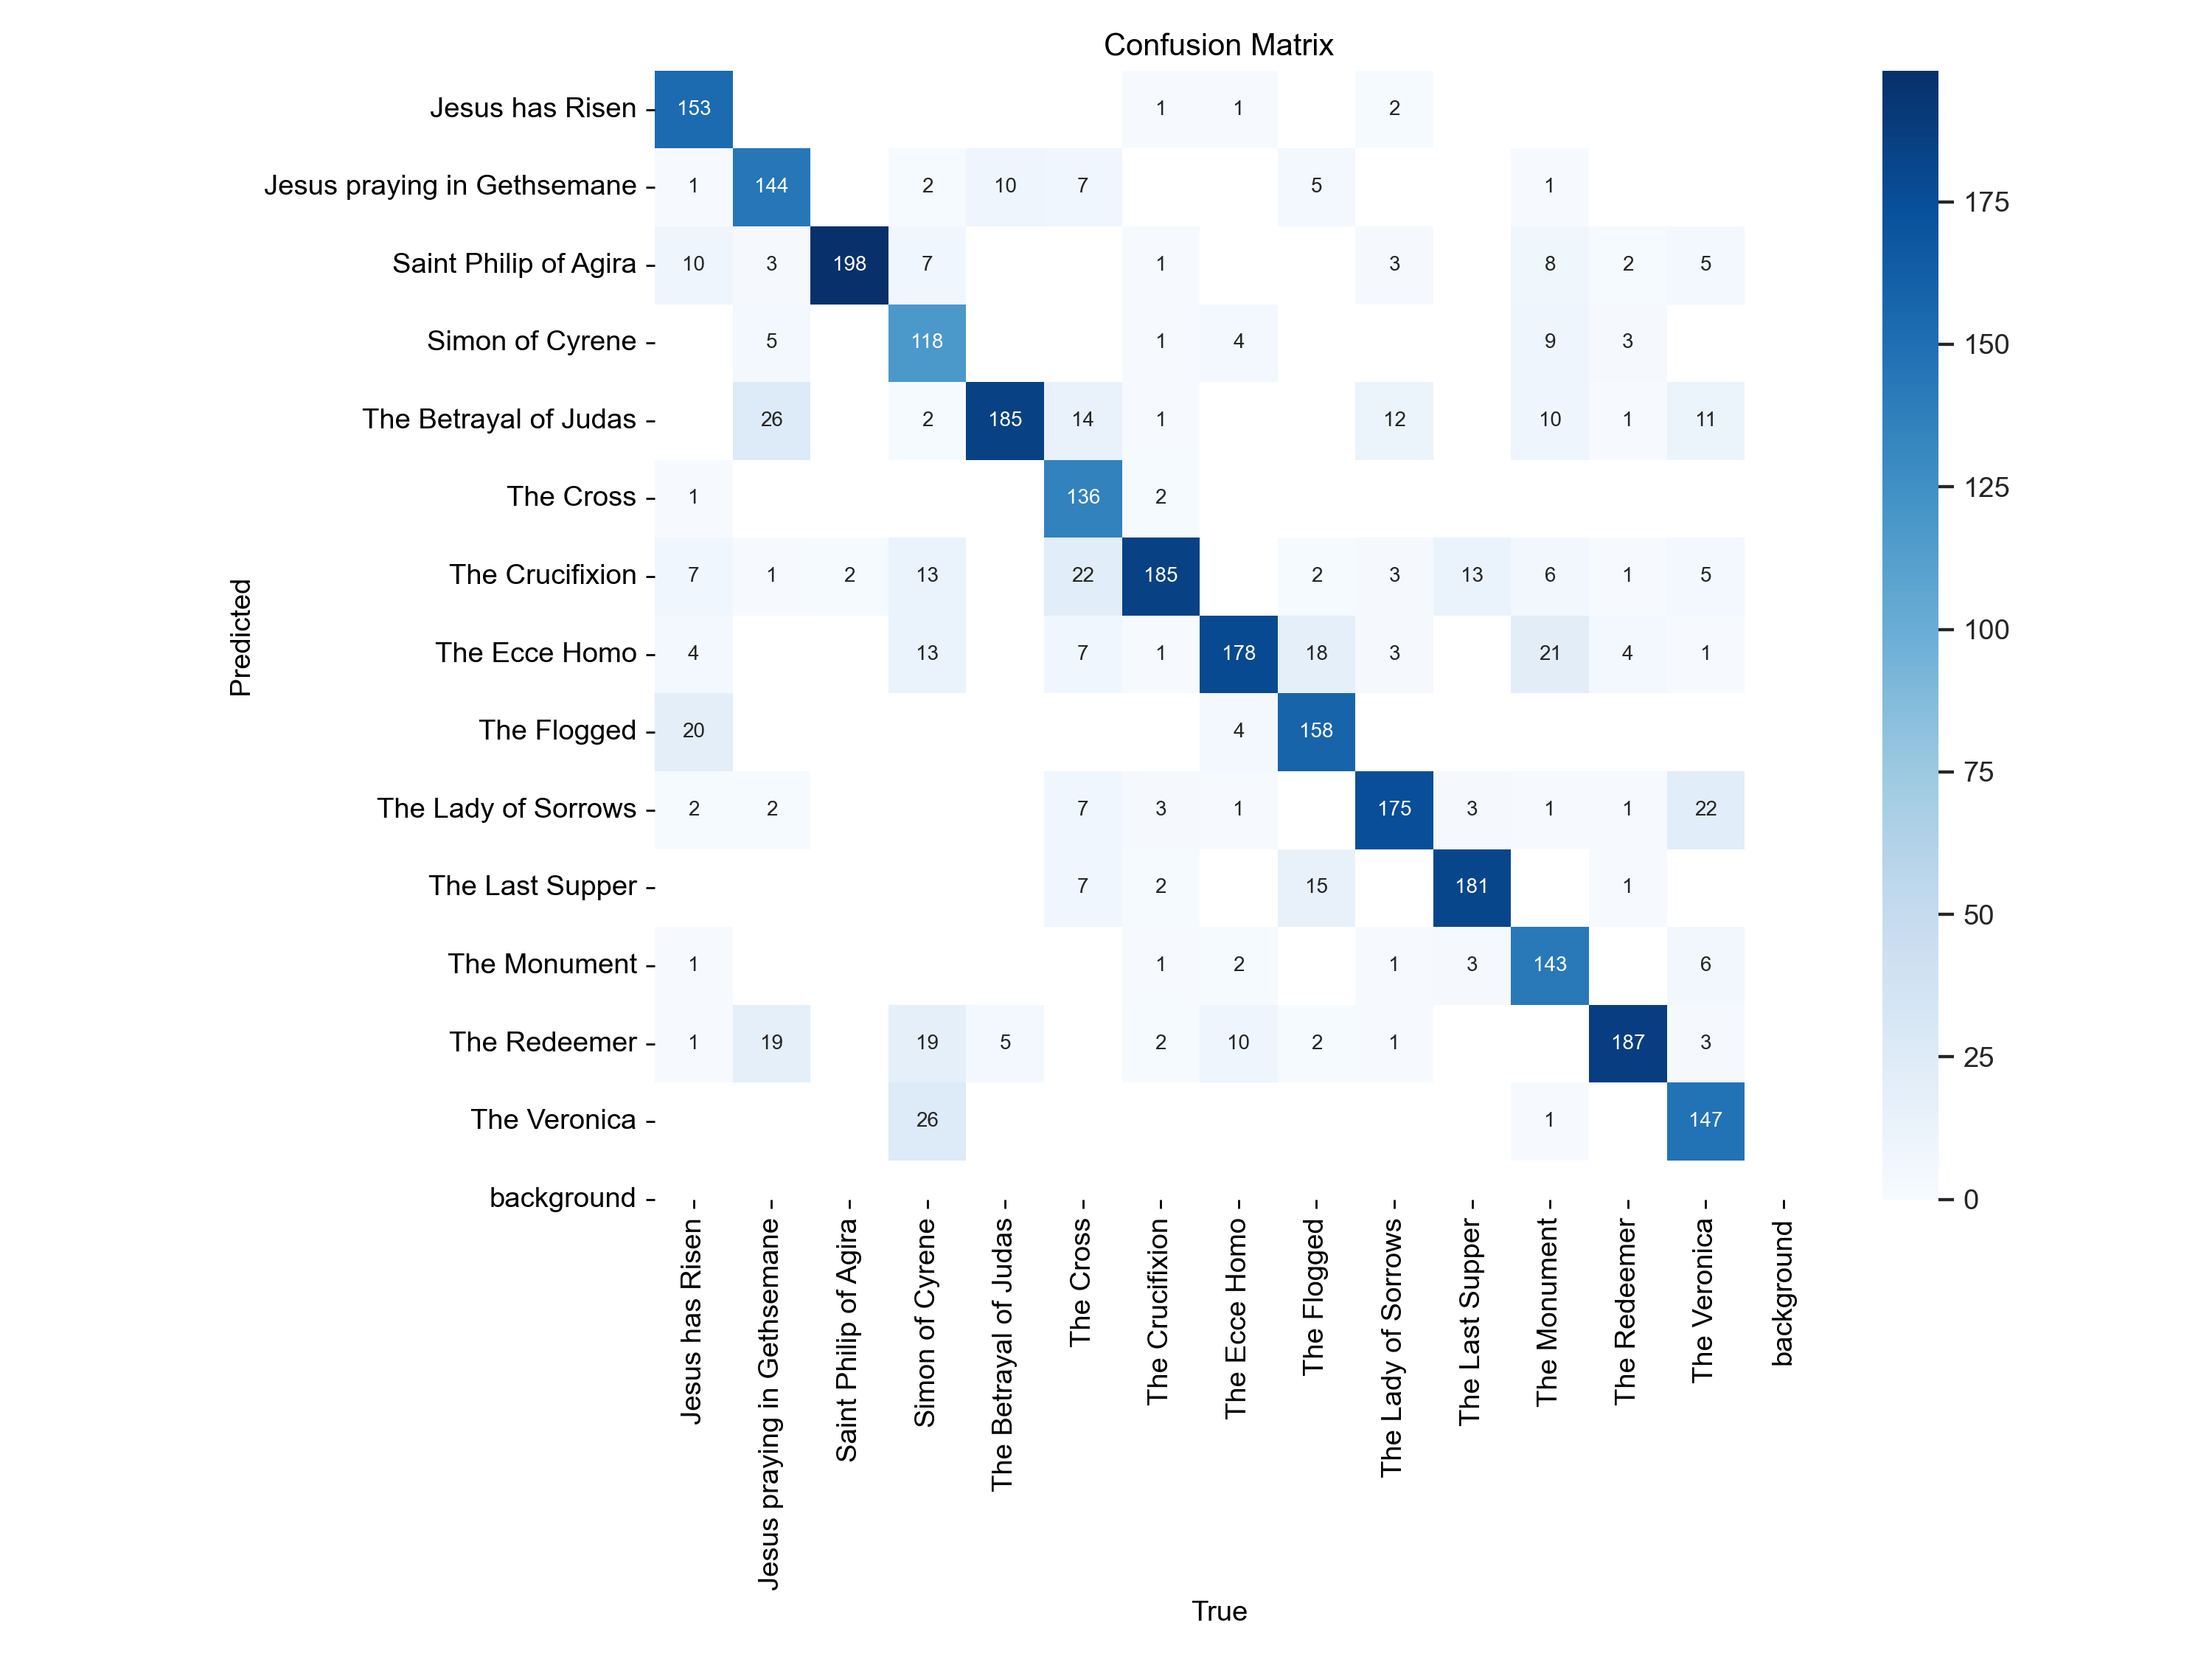 Confusion Matrix
Jesus has Risen 153 1 1 2
Jesus praying in Gethsemane 1 144 2 10 7 5 1
175
Saint Philip of Agira 10 3 198 7 1 3 8 2 5
Simon of Cyrene 5 118 1 4 9 3
150
The Betrayal of Judas 26 2 185 14 1 12 10 1 11
125
The Cross 1 136 2
The Crucifixion 7 1 2 13 22 185 2 3 13 6 1 5
100
The Ecce Homo 4 13 7 1 178 18 3 21 4 1
Predicted
The Flogged 20 4 158
75
The Lady of Sorrows 2 2 7 3 1 175 3 1 1 22
The Last Supper 7 2 15 181 1
50
The Monument 1 1 2 1 3 143 6
The Redeemer 1 19 19 5 2 10 2 1 187 3
25
The Veronica 26 1 147
background
0
Jesus has Risen
Jesus praying in Gethsemane
Saint Philip of Agira
Simon of Cyrene
The Betrayal of Judas
The Cross
The Crucifixion
The Ecce Homo
The Flogged
The Lady of Sorrows
The Last Supper
The Monument
The Redeemer
The Veronica
background
True